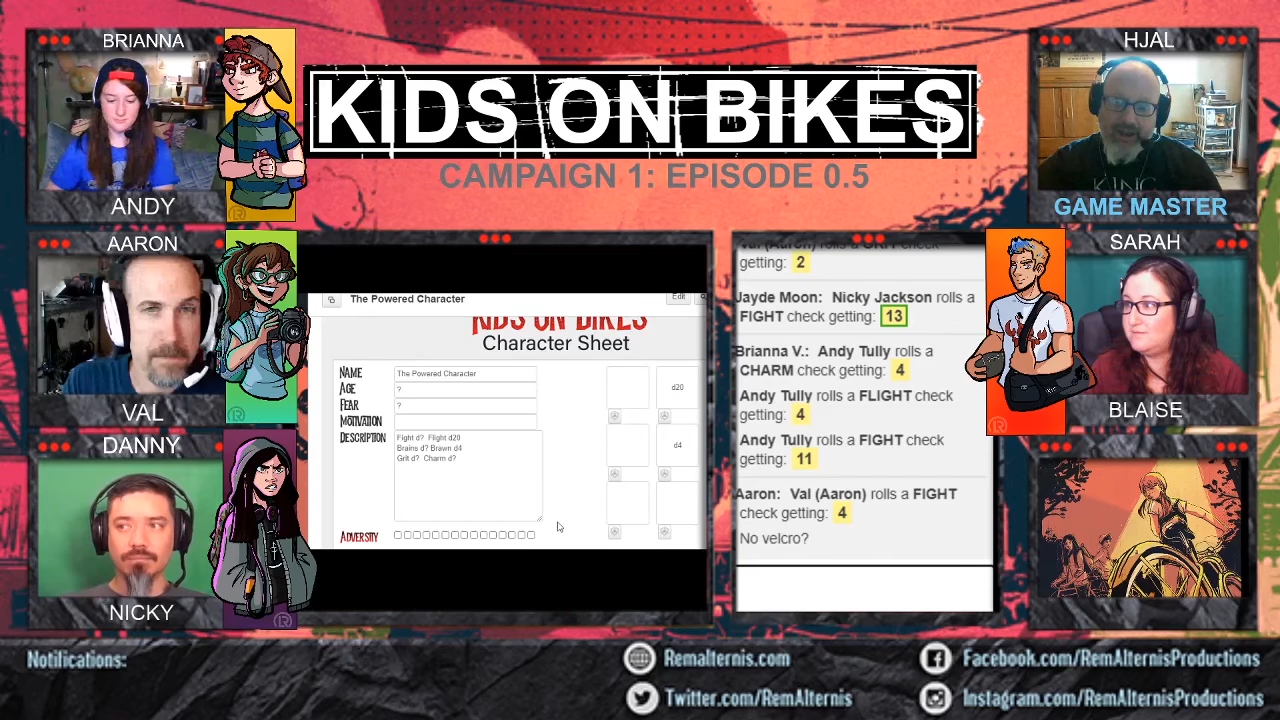 BRIANNA
ANDY
AARON
VAL
DANNY
NICKY
KIDS ON BIKES
CAMPAIGN 1: EPISODE 0.5
HJAL
GAME MASTER
SARAH
BLAISE
The Powered Character
Edit
KIDS ON BIKES
Character Sheet
NAME
The Powered Character
AGE
?
FEAR
?
MOTIVATION
DESCRIPTION
Fight d? Flight d20
Brains d? Brawn d4
Grit d? Charm d?
ADVERSITY
d20
d4
Val (Aaron) rolls a GRIT check
getting: 2
Jayde Moon: Nicky Jackson rolls a
FIGHT check getting: 13
Brianna V.: Andy Tully rolls a
CHARM check getting: 4
Andy Tully rolls a FLIGHT check
getting: 4
Andy Tully rolls a FIGHT check
getting: 11
Aaron: Val (Aaron) rolls a FIGHT
check getting: 4
No velcro?
Notifications:
Remalternis.com
Twitter.com/RemAlternis
Facebook.com/RemAlternisProductions
Instagram.com/RemAlternisProductions